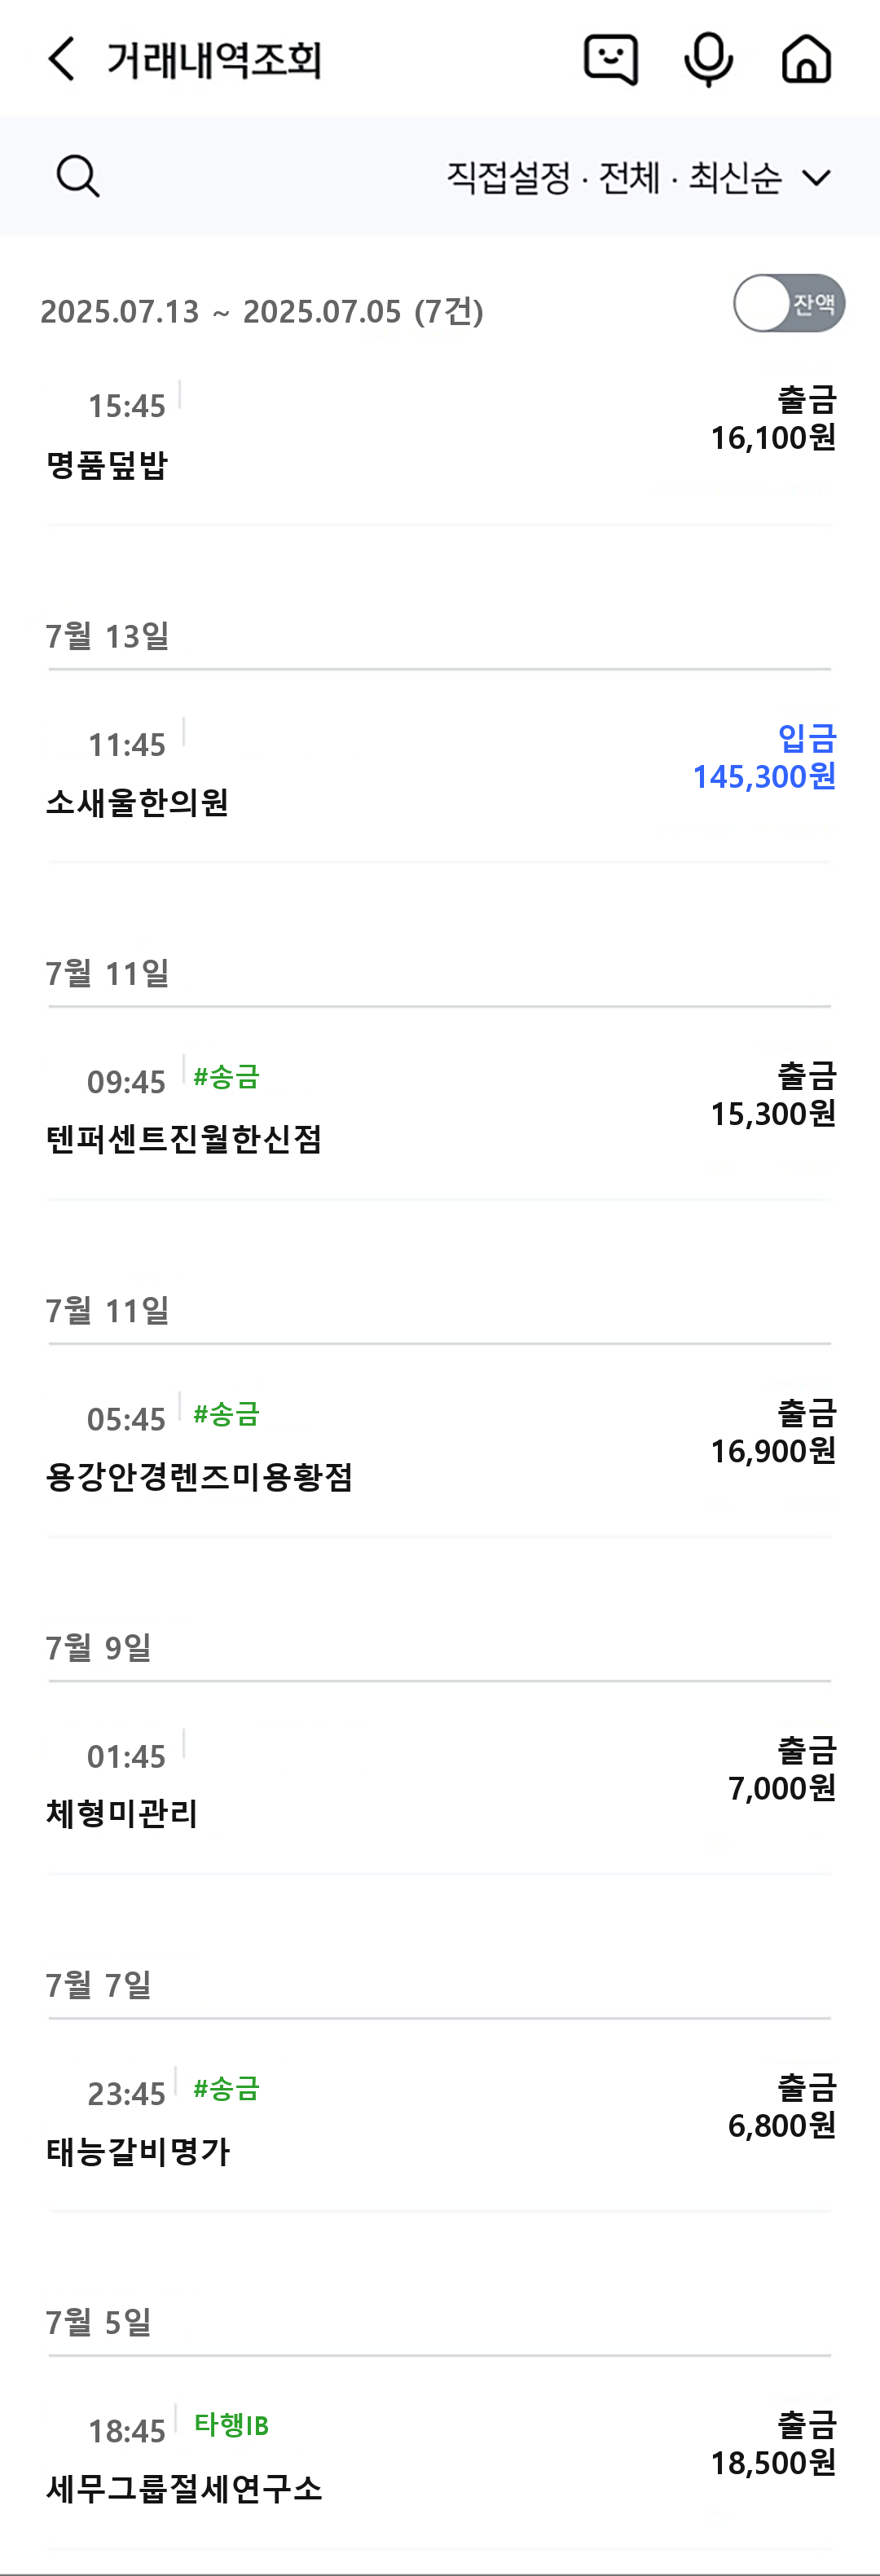 거래내역조회
직접설정 · 전체 · 최신순
2025.07.13 ~ 2025.07.05 (7건)
잔액
15:45
출금
16,100원
명품덮밥
7월 13일
11:45
입금
145,300원
소새울한의원
7월 11일
09:45 #송금
출금
15,300원
텐퍼센트진월한신점
7월 11일
05:45 #송금
출금
16,900원
용강안경렌즈미용황점
7월 9일
01:45
출금
7,000원
체형미관리
7월 7일
23:45 #송금
출금
6,800원
태능갈비명가
7월 5일
18:45 타행IB
출금
18,500원
세무그룹절세연구소